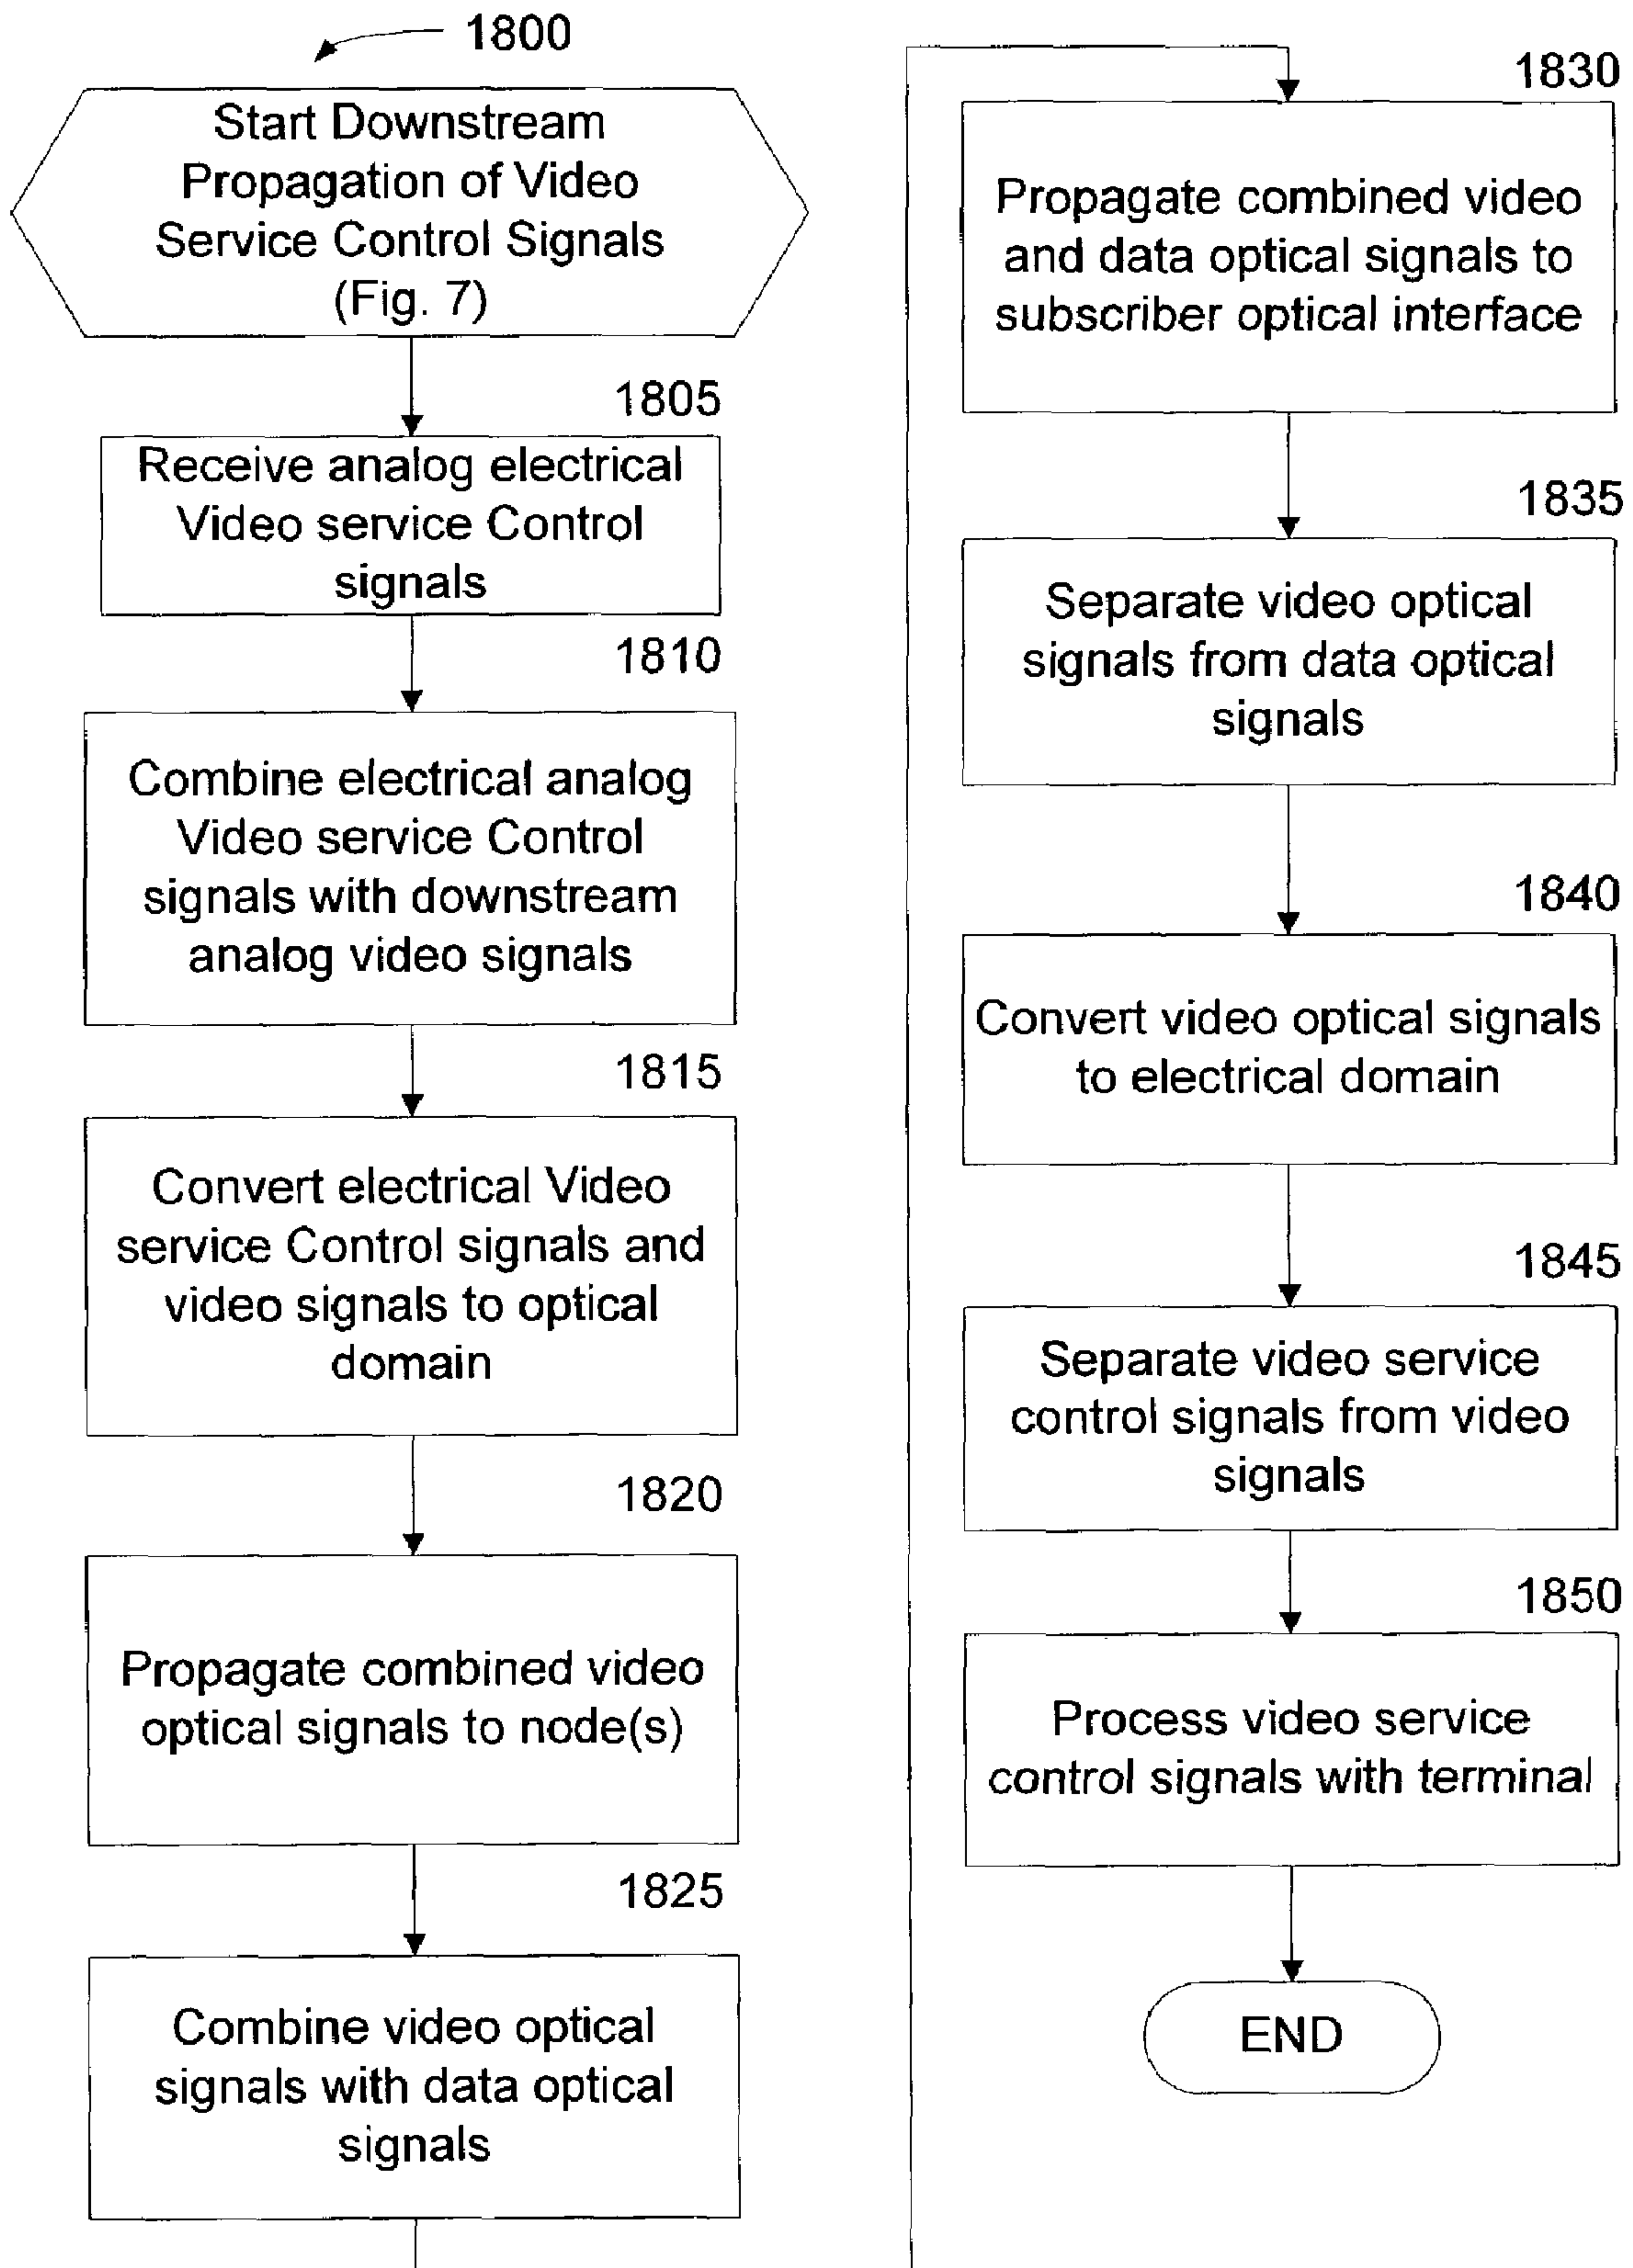 1800
Start Downstream
Propagation of Video
Service Control Signals
(Fig. 7)
1805
Receive analog electrical
Video service Control
signals
1810
Combine electrical analog
Video service Control
signals with downstream
analog video signals
1815
Convert electrical Video
service Control signals and
video signals to optical
domain
1820
Propagate combined video
optical signals to node(s)
1825
Combine video optical
signals with data optical
signals
1830
Propagate combined video
and data optical signals to
subscriber optical interface
1835
Separate video optical
signals from data optical
signals
1840
Convert video optical signals
to electrical domain
1845
Separate video service
control signals from video
signals
1850
Process video service
control signals with terminal
END